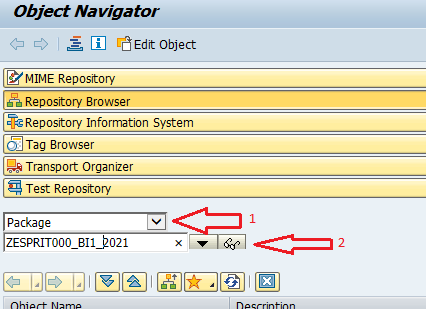 Object Navigator
Edit Object
MIME Repository
Repository Browser
Repository Information System
Tag Browser
Transport Organizer
Test Repository
Package 1
ZESPRIT000_BI1_2021 2
Object Name Description